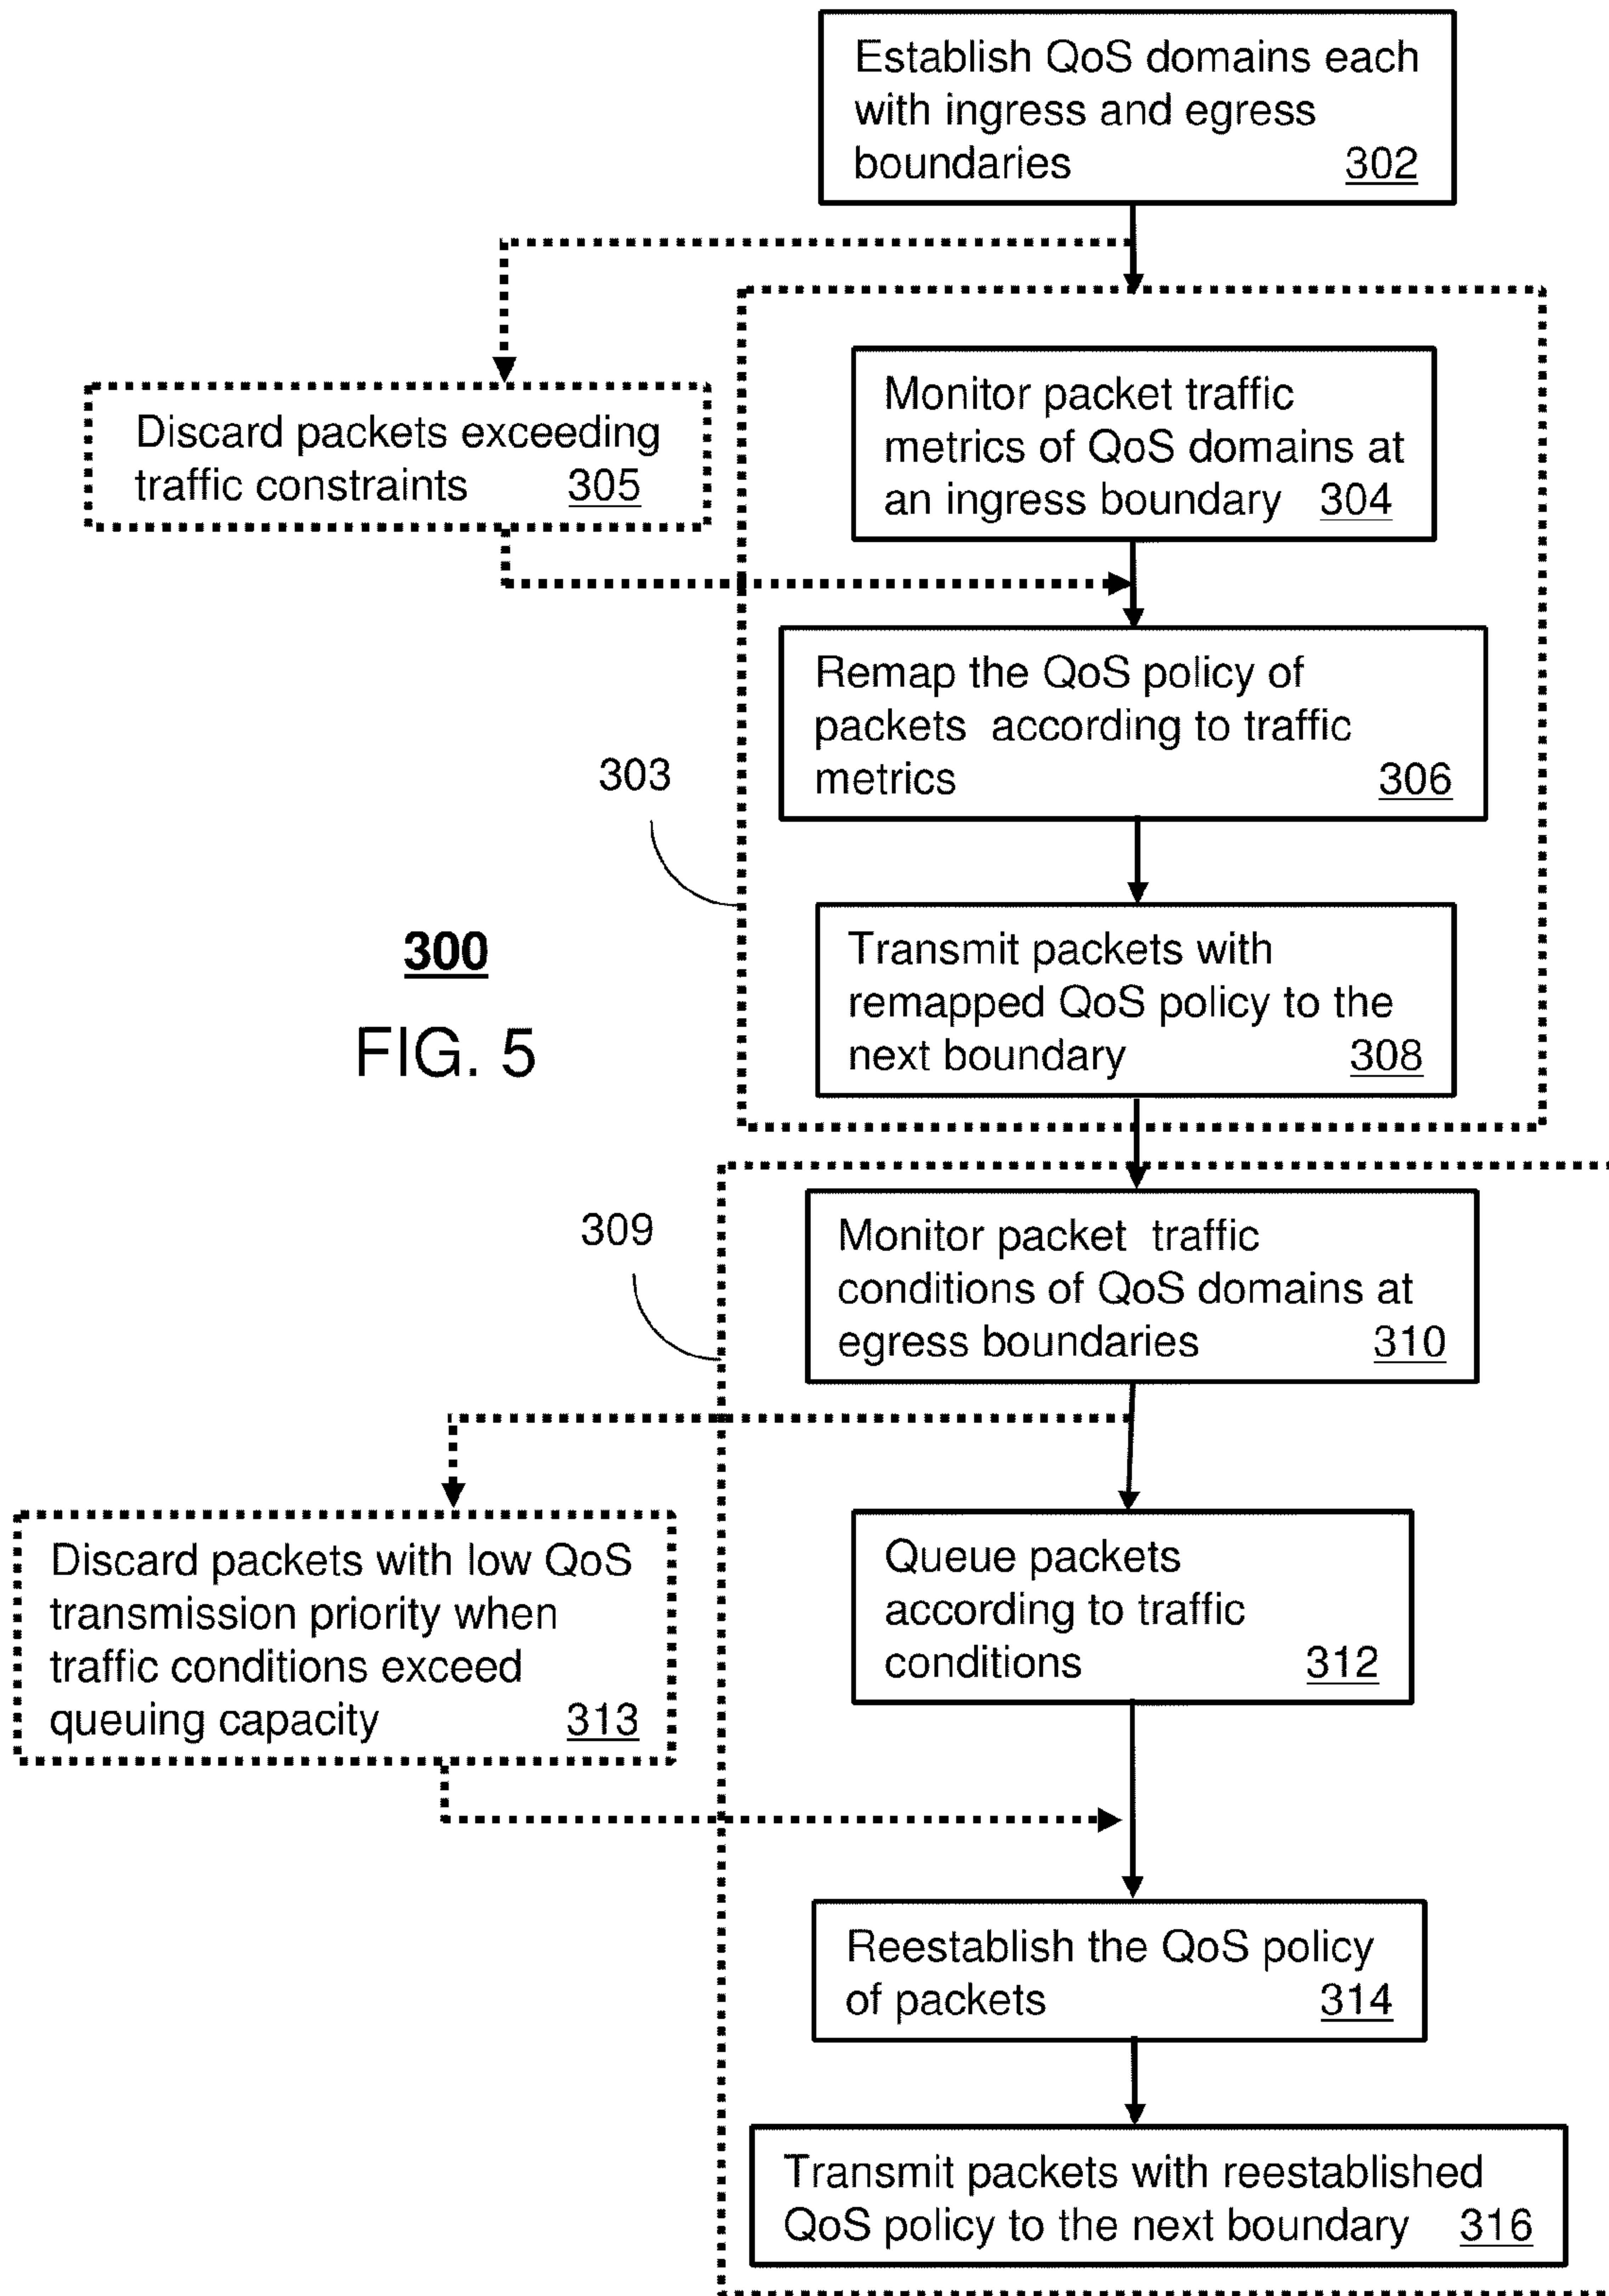 Establish QoS domains each
with ingress and egress
boundaries 302
Discard packets exceeding
traffic constraints 305
Monitor packet traffic
metrics of QoS domains at
an ingress boundary 304
Remap the QoS policy of
packets according to traffic
metrics 306
303
Transmit packets with
remapped QoS policy to the
next boundary 308
300
FIG. 5
309
Monitor packet traffic
conditions of QoS domains at
egress boundaries 310
Discard packets with low QoS
transmission priority when
traffic conditions exceed
queuing capacity 313
Queue packets
according to traffic
conditions 312
Reestablish the QoS policy
of packets 314
Transmit packets with reestablished
QoS policy to the next boundary 316